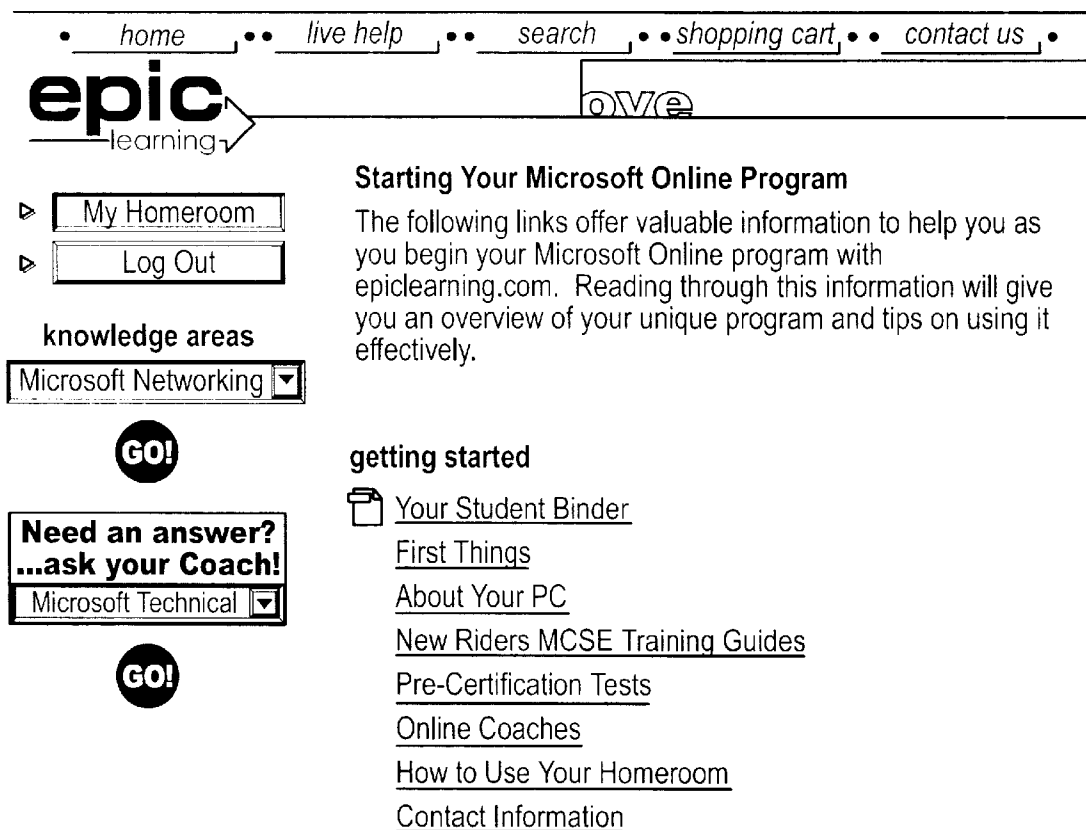 home live help search shopping cart contact us
epic
learning
ove
My Homeroom
Log Out
knowledge areas
Microsoft Networking
GO!
Need an answer?
...ask your Coach!
Microsoft Technical
GO!
Starting Your Microsoft Online Program
The following links offer valuable information to help you as
you begin your Microsoft Online program with
epiclearning.com. Reading through this information will give
you an overview of your unique program and tips on using it
effectively.
getting started
Your Student Binder
First Things
About Your PC
New Riders MCSE Training Guides
Pre-Certification Tests
Online Coaches
How to Use Your Homeroom
Contact Information